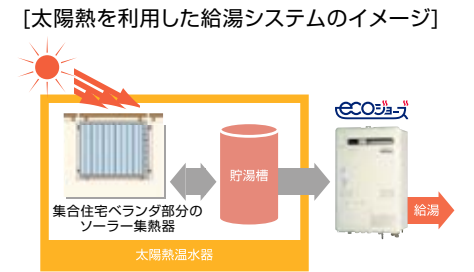 [太陽熱を利用した給湯システムのイメージ]
ecoジョーズ
貯湯槽
集合住宅ベランダ部分の
ソーラー集熱器
給湯
太陽熱温水器